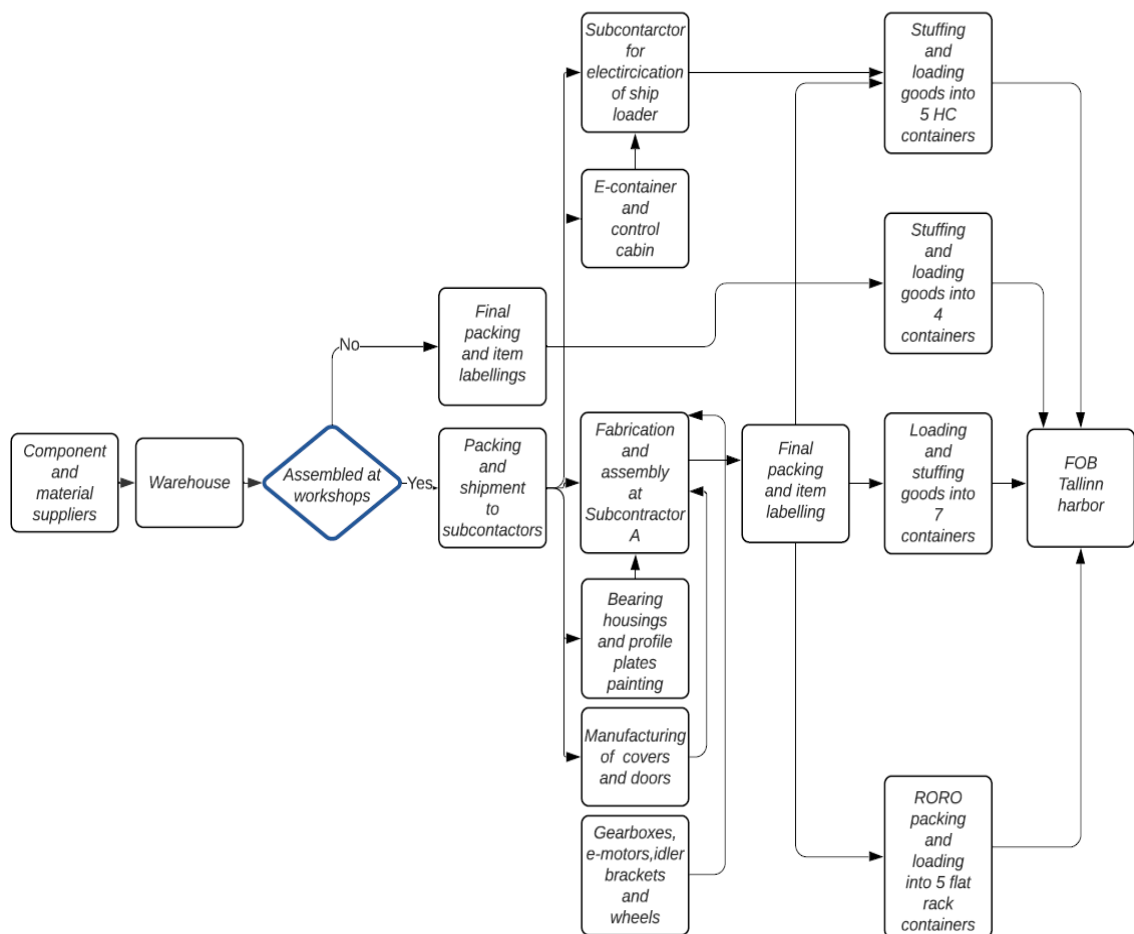 Subcontarctor
for
electircication
of ship
loader
Stuffing
and
loading
goods into
5 HC
containers
E-container
and
control
cabin
Stuffing
and
loading
goods into
4
containers
Final
packing
and item
labellings
No
Component
and
material
suppliers
Warehouse
Assembled at
workshops
Yes
Packing
and
shipment
to
subcontactors
Fabrication
and
assembly
at
Subcontractor
A
Final
packing
and item
labelling
Loading
and
stuffing
goods into
7
containers
FOB
Tallinn
harbor
Bearing
housings
and profile
plates
painting
Manufacturing
of covers
and doors
Gearboxes,
e-motors,idler
brackets
and
wheels
RORO
packing
and
loading
into 5 flat
rack
containers